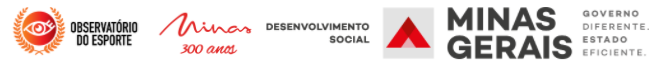 OBSERVATÓRIO
DO ESPORTE
Minas
300 anos
DESENVOLVIMENTO
SOCIAL
MINAS
GERAIS
GOVERNO
DIFERENTE.
ESTADO
EFICIENTE.